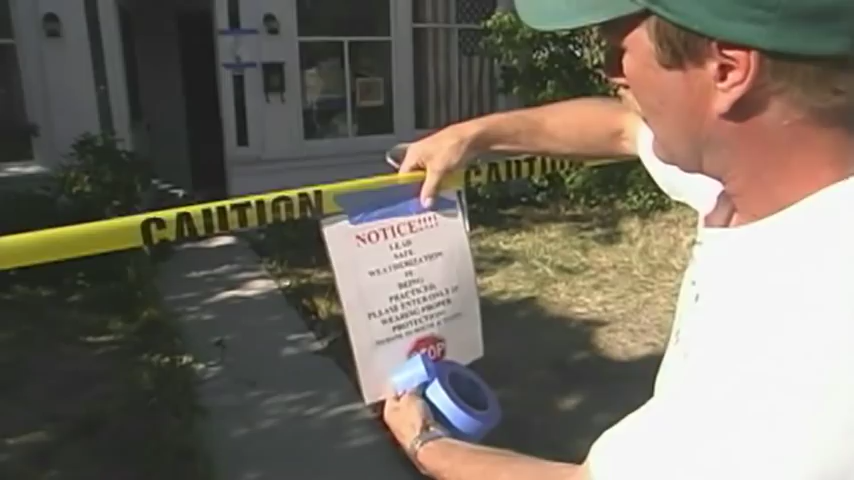 CAUTION CAUTION
NOTICE!!!!
LEAD
SAFE
WEATHERIZATION
IS
BEING
PRACTICED,
PLEASE ENTER ONLY IF
WEARING PROPER
PROTECTION!
STOP